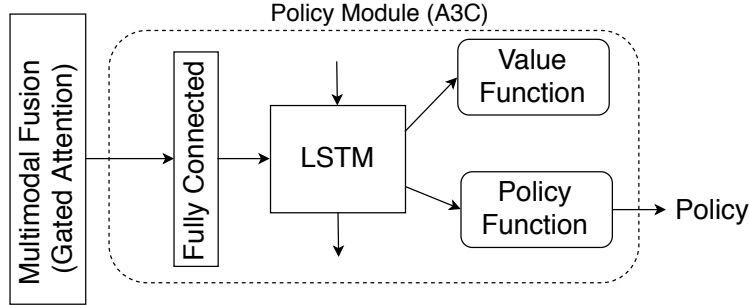 Policy Module (A3C)
Multimodal Fusion
(Gated Attention)
Fully Connected
LSTM
Value
Function
Policy
Function
Policy